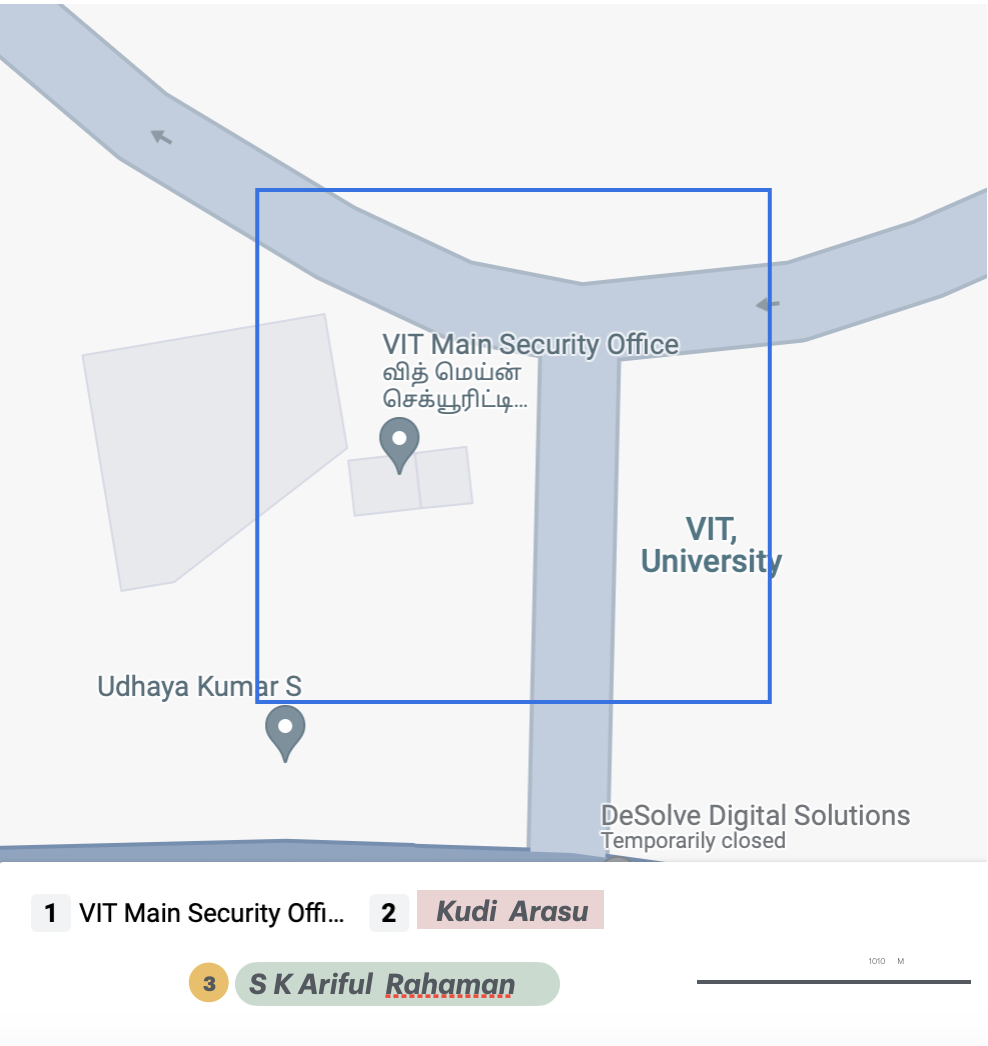 VIT Main Security Office
வித் மெய்ன்
செக்யூரிட்டி...
VIT,
University
Udhaya Kumar S
DeSolve Digital Solutions
Temporarily closed
1 VIT Main Security Offi... 2 Kudi Arasu
3 S K Ariful Rahaman
1010 M